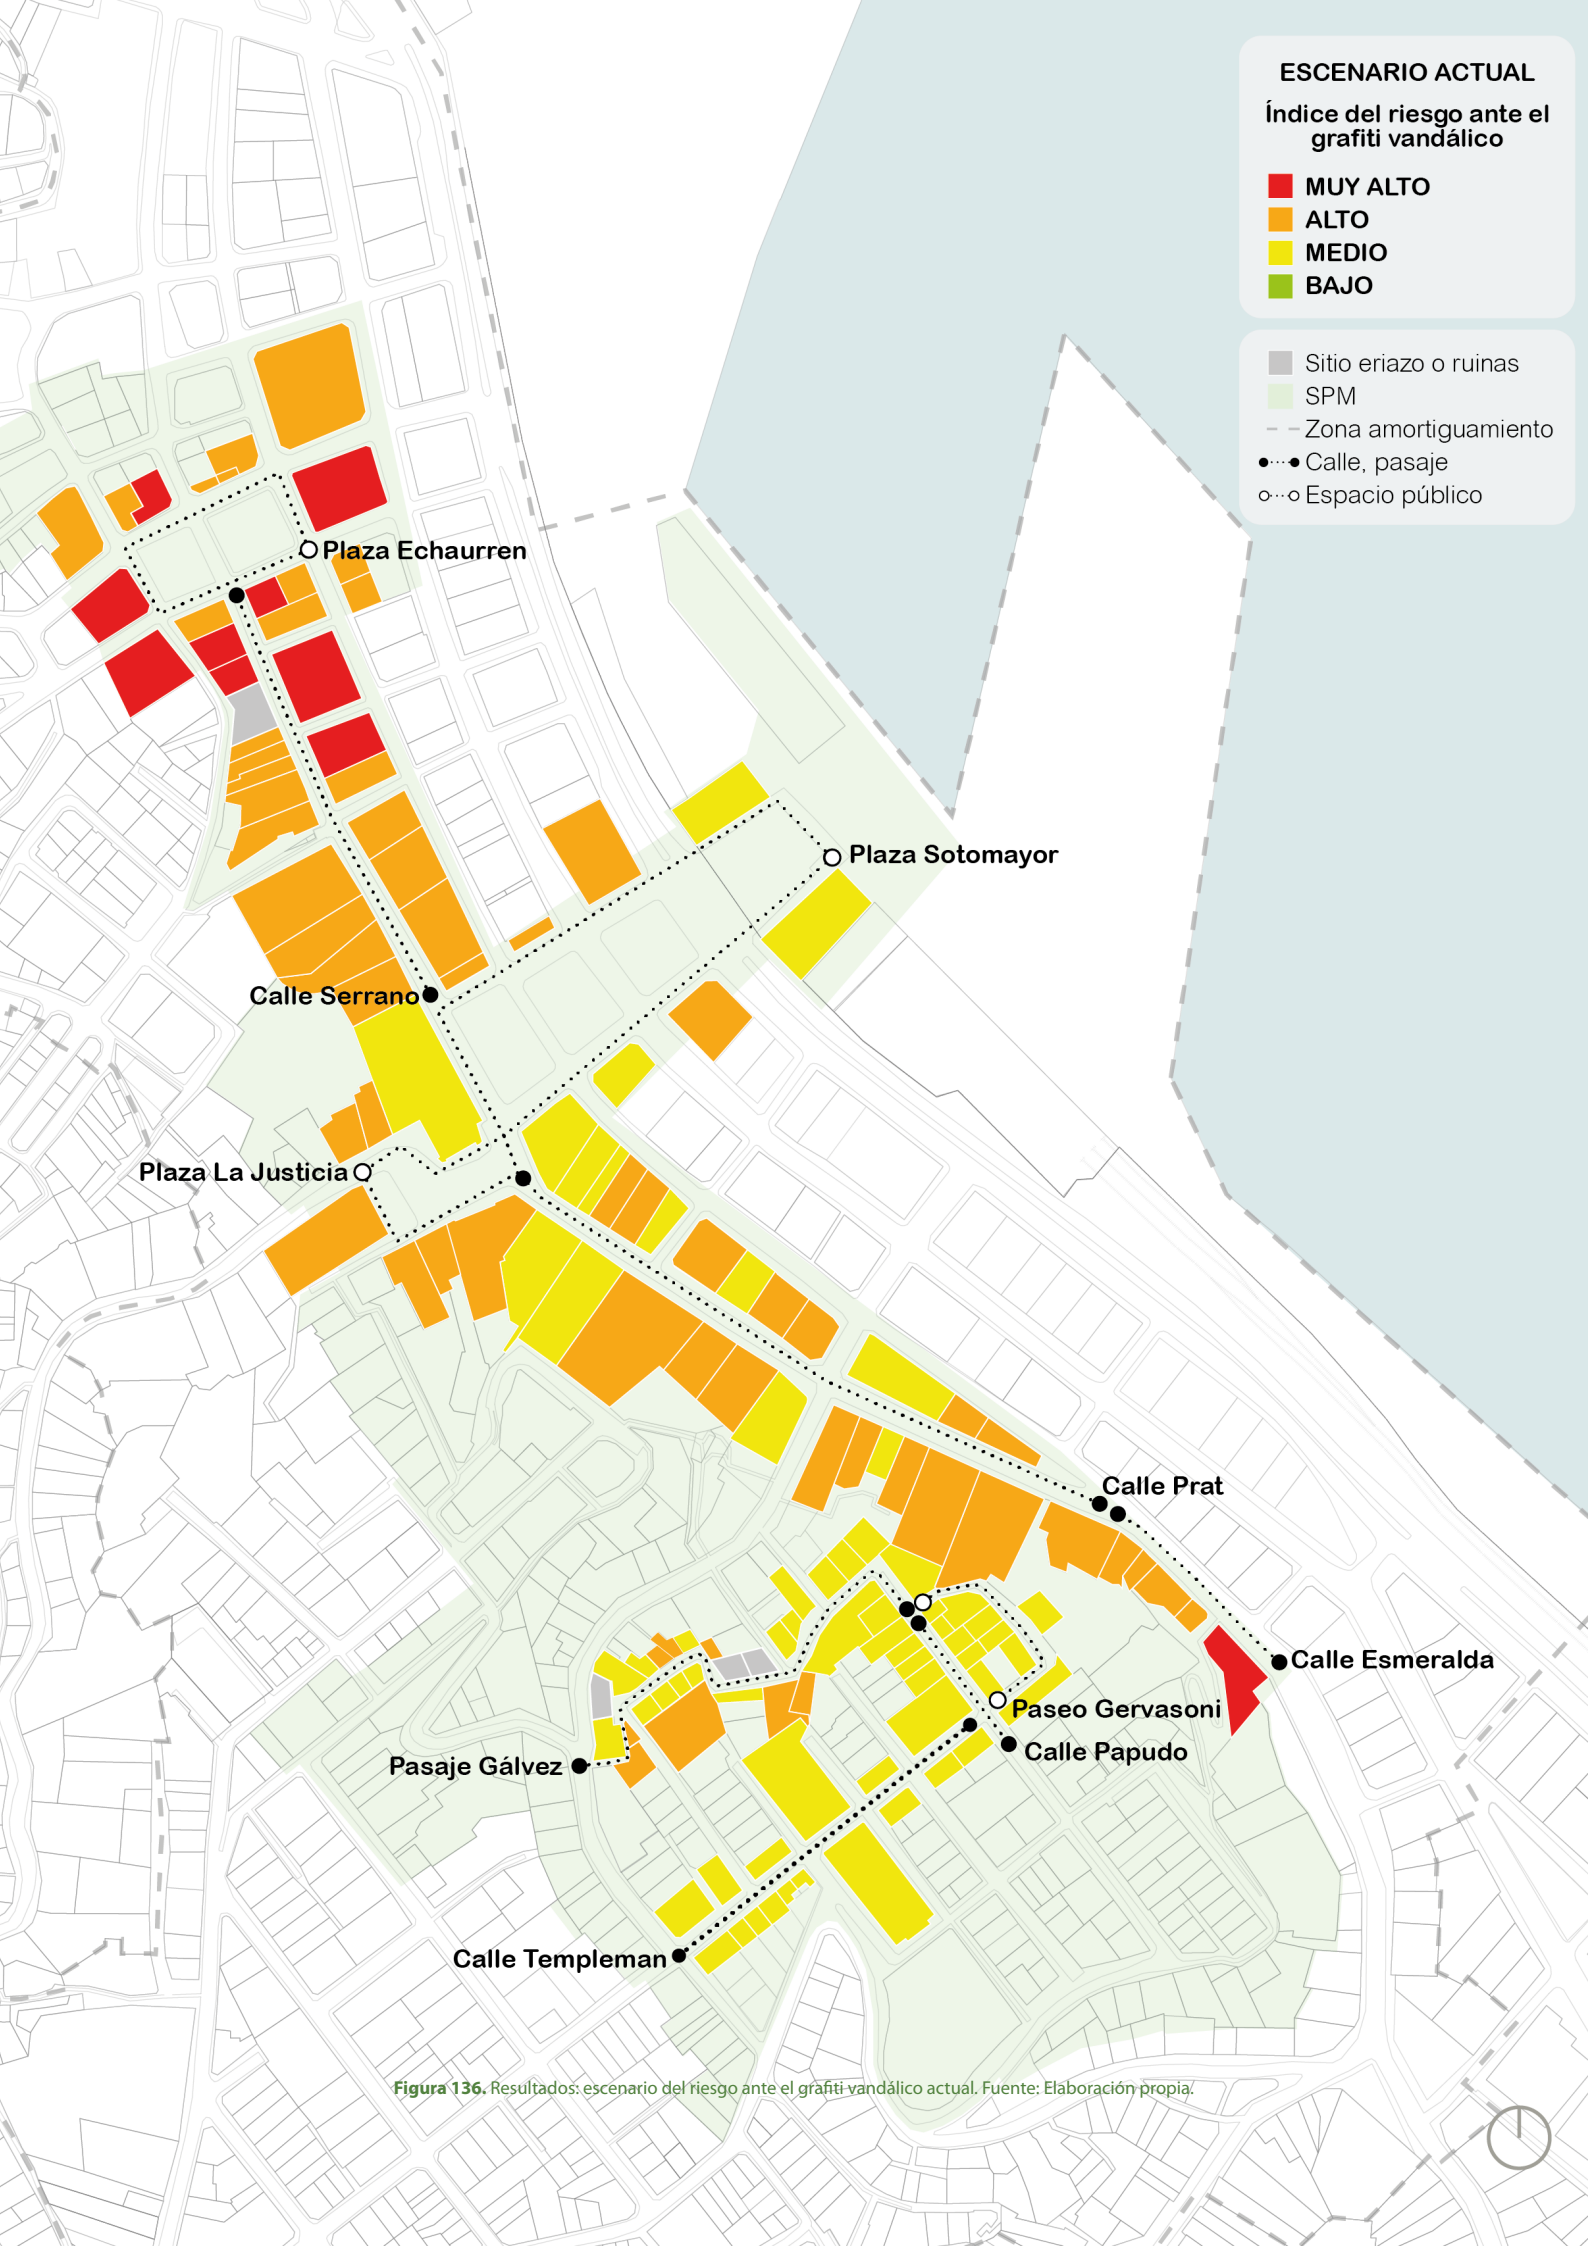 ESCENARIO ACTUAL
Índice del riesgo ante el
grafiti vandálico
MUY ALTO
ALTO
MEDIO
BAJO
Sitio eriazo o ruinas
SPM
Zona amortiguamiento
Calle, pasaje
Espacio público
Plaza Echaurren
Plaza Sotomayor
Calle Serrano
Plaza La Justicia
Calle Prat
Calle Esmeralda
Paseo Gervasoni
Calle Papudo
Pasaje Gálvez
Calle Templeman
Figura 136. Resultados: escenario del riesgo ante el grafiti vandálico actual. Fuente: Elaboración propia.